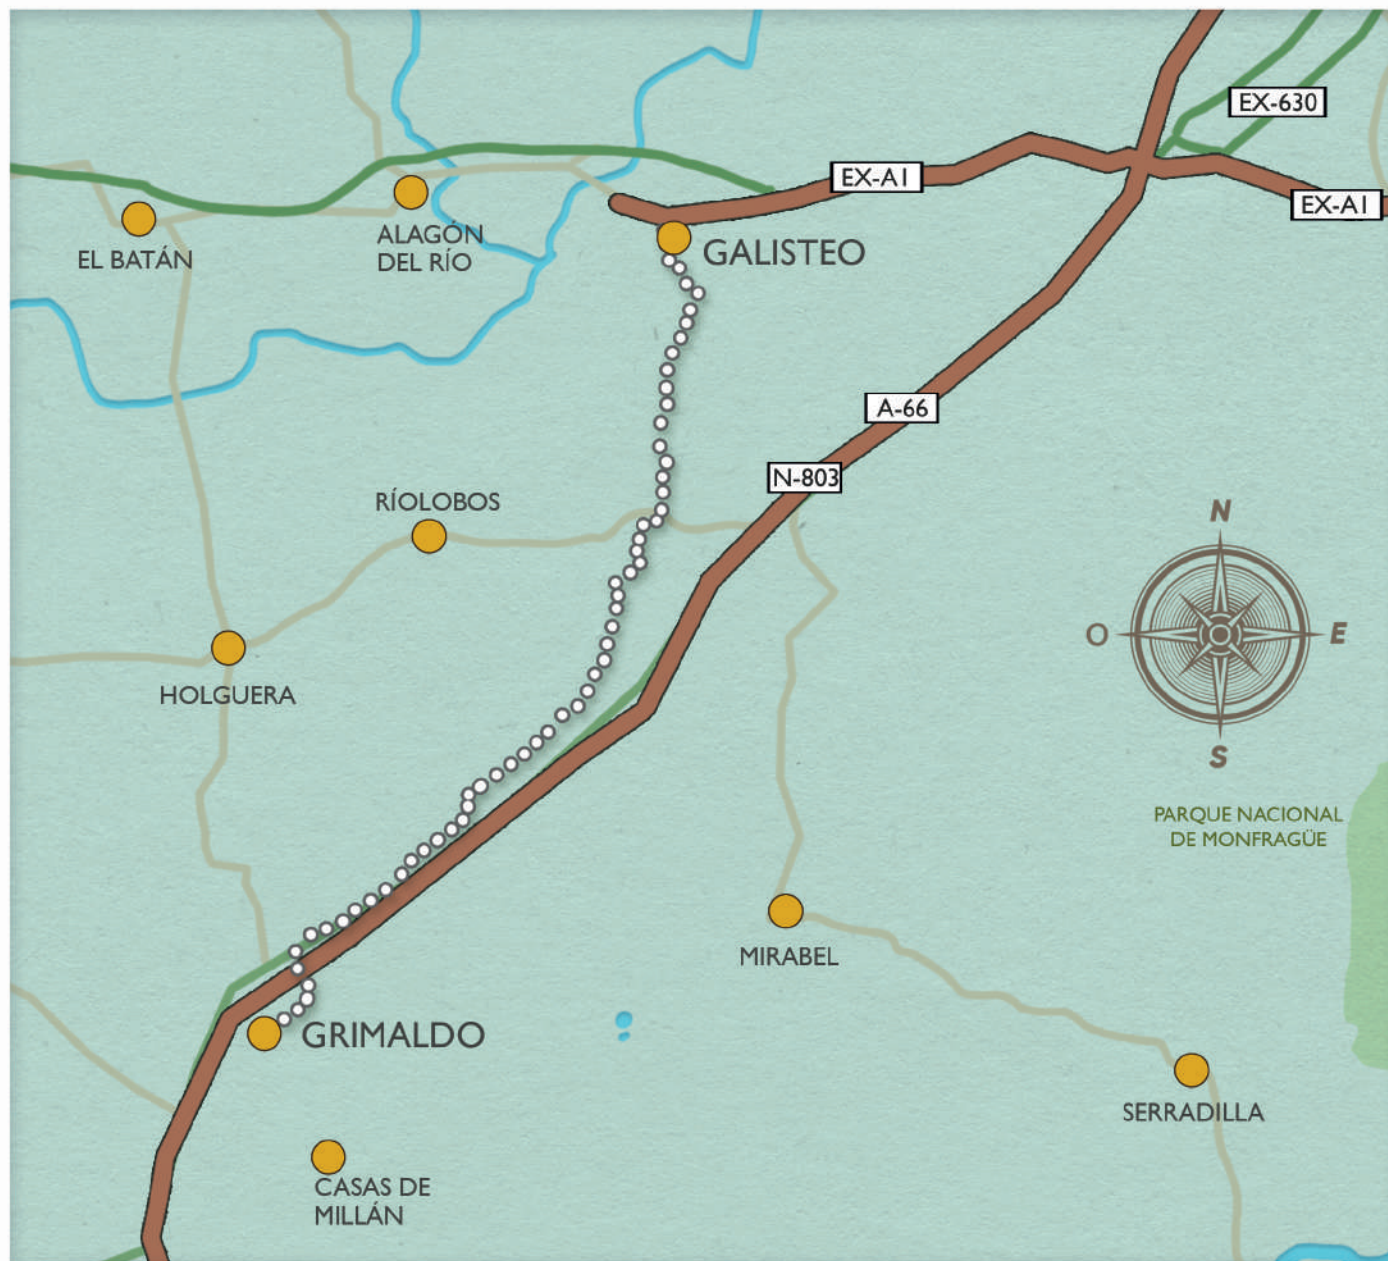 EX-630
EX-A1
EX-A1
ALAGÓN
DEL RÍO
EL BATÁN
GALISTEO
A-66
N-803
RÍOLOBOS
N
O
E
S
HOLGUERA
PARQUE NACIONAL
DE MONFRAGÜE
MIRABEL
GRIMALDO
SERRADILLA
CASAS DE
MILLÁN